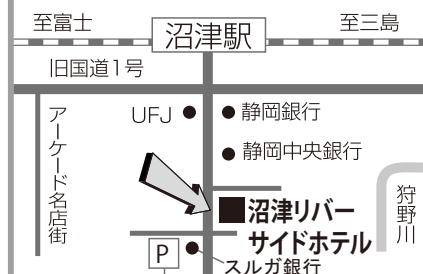 至富士
沼津駅
至三島
旧国道1号
UFJ
静岡銀行
静岡中央銀行
アーケード名店街
沼津リバー
サイドホテル
狩野川
P
スルガ銀行